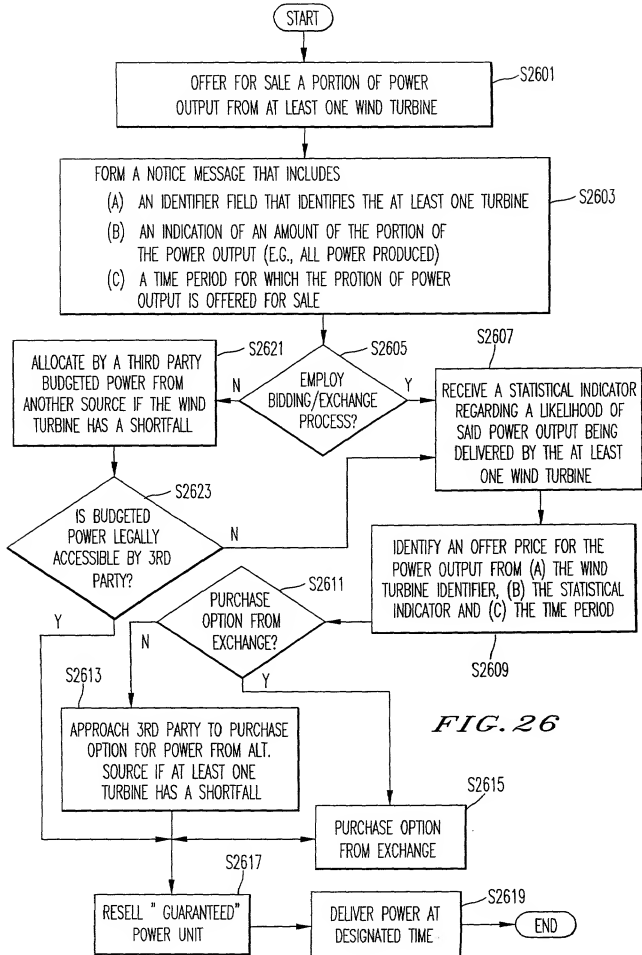 START
OFFER FOR SALE A PORTION OF POWER
OUTPUT FROM AT LEAST ONE WIND TURBINE
S2601
FORM A NOTICE MESSAGE THAT INCLUDES
(A) AN IDENTIFIER FIELD THAT IDENTIFIES THE AT LEAST ONE TURBINE
(B) AN INDICATION OF AN AMOUNT OF THE PORTION OF
THE POWER OUTPUT (E.G., ALL POWER PRODUCED)
(C) A TIME PERIOD FOR WHICH THE PROTION OF POWER
OUTPUT IS OFFERED FOR SALE
S2603
S2605
EMPLOY
BIDDING/EXCHANGE
PROCESS?
N
Y
S2621
ALLOCATE BY A THIRD PARTY
BUDGETED POWER FROM
ANOTHER SOURCE IF THE WIND
TURBINE HAS A SHORTFALL
S2607
RECEIVE A STATISTICAL INDICATOR
REGARDING A LIKELIHOOD OF
SAID POWER OUTPUT BEING
DELIVERED BY THE AT LEAST
ONE WIND TURBINE
S2623
IS BUDGETED
POWER LEGALLY
ACCESSIBLE BY 3RD
PARTY?
N
Y
IDENTIFY AN OFFER PRICE FOR THE
POWER OUTPUT FROM (A) THE WIND
TURBINE IDENTIFIER, (B) THE STATISTICAL
INDICATOR AND (C) THE TIME PERIOD
S2609
S2611
PURCHASE
OPTION FROM
EXCHANGE?
N
Y
S2613
APPROACH 3RD PARTY TO PURCHASE
OPTION FOR POWER FROM ALT.
SOURCE IF AT LEAST ONE
TURBINE HAS A SHORTFALL
FIG. 26
S2615
PURCHASE OPTION
FROM EXCHANGE
S2617
RESELL " GUARANTEED"
POWER UNIT
S2619
DELIVER POWER AT
DESIGNATED TIME
END